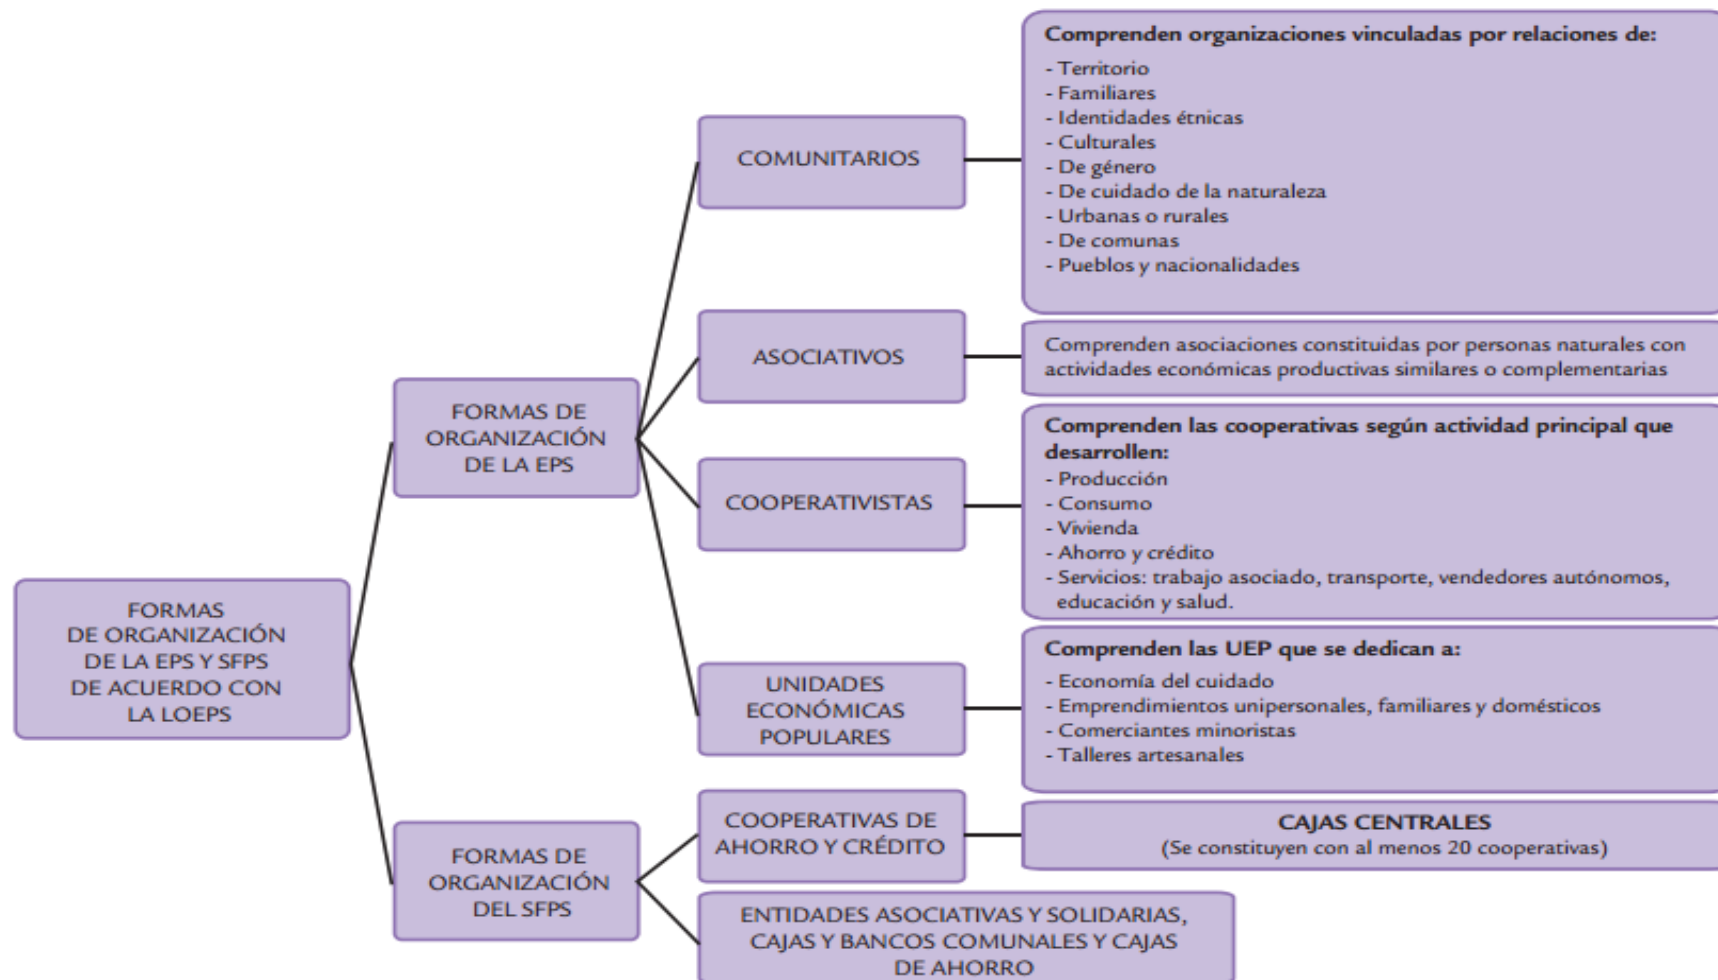 FORMAS
DE ORGANIZACIÓN
DE LA EPS Y SFPS
DE ACUERDO CON
LA LOEPS
FORMAS DE
ORGANIZACIÓN
DE LA EPS
COMUNITARIOS
Comprenden organizaciones vinculadas por relaciones de:
- Territorio
- Familiares
- Identidades étnicas
- Culturales
- De género
- De cuidado de la naturaleza
- Urbanas o rurales
- De comunas
- Pueblos y nacionalidades
ASOCIATIVOS
Comprenden asociaciones constituidas por personas naturales con
actividades económicas productivas similares o complementarias
COOPERATIVISTAS
Comprenden las cooperativas según actividad principal que
desarrollen:
- Producción
- Consumo
- Vivienda
- Ahorro y crédito
- Servicios: trabajo asociado, transporte, vendedores autónomos,
educación y salud.
UNIDADES
ECONÓMICAS
POPULARES
Comprenden las UEP que se dedican a:
- Economía del cuidado
- Emprendimientos unipersonales, familiares y domésticos
- Comerciantes minoristas
- Talleres artesanales
FORMAS DE
ORGANIZACIÓN
DEL SFPS
COOPERATIVAS DE
AHORRO Y CRÉDITO
CAJAS CENTRALES
(Se constituyen con al menos 20 cooperativas)
ENTIDADES ASOCIATIVAS Y SOLIDARIAS,
CAJAS Y BANCOS COMUNALES Y CAJAS
DE AHORRO